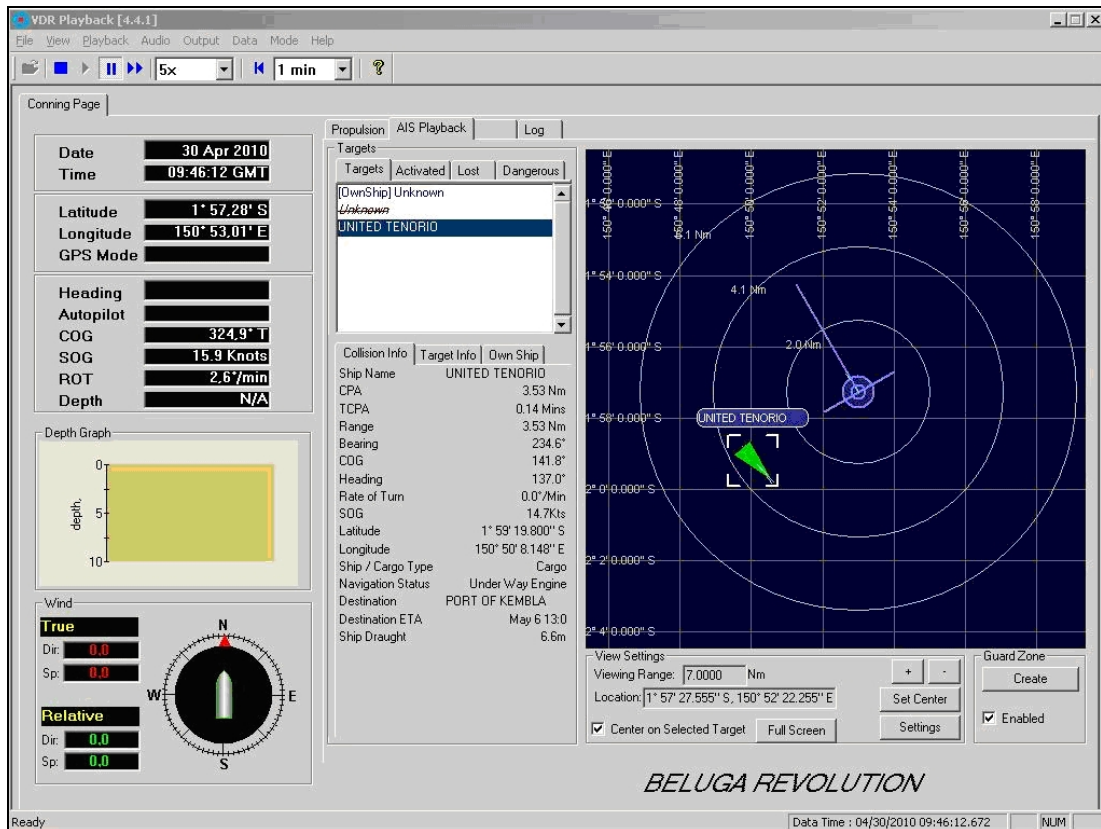 VDR Playback [4.4.1]
File View Playback Audio Output Data Mode Help
5x 1 min
Conning Page
Propulsion AIS Playback Log
Date 30 Apr 2010
Time 09:46:12 GMT
Latitude 1° 57,28' S
Longitude 150° 53,01' E
GPS Mode
Heading
Autopilot
COG 324,9° T
SOG 15.9 Knots
ROT 2,6°/min
Depth N/A
Depth Graph
depth,
0
5
10
Wind
True
Dir: 0,0
Sp: 0,0
Relative
Dir: 0,0
Sp: 0,0
N
W E
S
Targets
Targets Activated Lost Dangerous
[OwnShip] Unknown
Unknown
UNITED TENORIO
Collision Info Target Info Own Ship
Ship Name UNITED TENORIO
CPA 3.53 Nm
TCPA 0.14 Mins
Range 3.53 Nm
Bearing 234.6°
COG 141.8°
Heading 137.0°
Rate of Turn 0.0°/Min
SOG 14.7Kts
Latitude 1° 59' 19.800'' S
Longitude 150° 50' 8.148'' E
Ship / Cargo Type Cargo
Navigation Status Under Way Engine
Destination PORT OF KEMBLA
Destination ETA May 6 13:0
Ship Draught 6.6m
.1 Nm
4.1 Nm
2.0 Nm
1° 54' 0.000'' S
1° 56' 0.000'' S
1° 58' 0.000'' S
2° 0' 0.000'' S
2° 2' 0.000'' S
2° 4' 0.000'' S
UNITED TENORIO
View Settings
Viewing Range: 7.0000 Nm
+ -
Location: 1° 57' 27.555'' S, 150° 52' 22.255'' E
Set Center
Center on Selected Target Full Screen Settings
Guard Zone
Create
Enabled
BELUGA REVOLUTION
Ready
Data Time : 04/30/2010 09:46:12.672 NUM